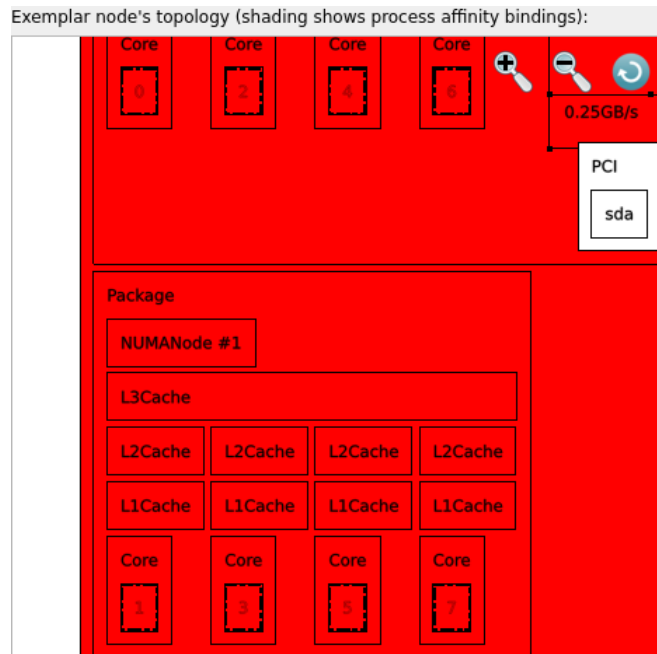 Exemplar node's topology (shading shows process affinity bindings):
Core Core Core Core
0 2 4 6
0.25GB/s
PCI
sda
Package
NUMANode #1
L3Cache
L2Cache L2Cache L2Cache L2Cache
L1Cache L1Cache L1Cache L1Cache
Core Core Core Core
1 3 5 7